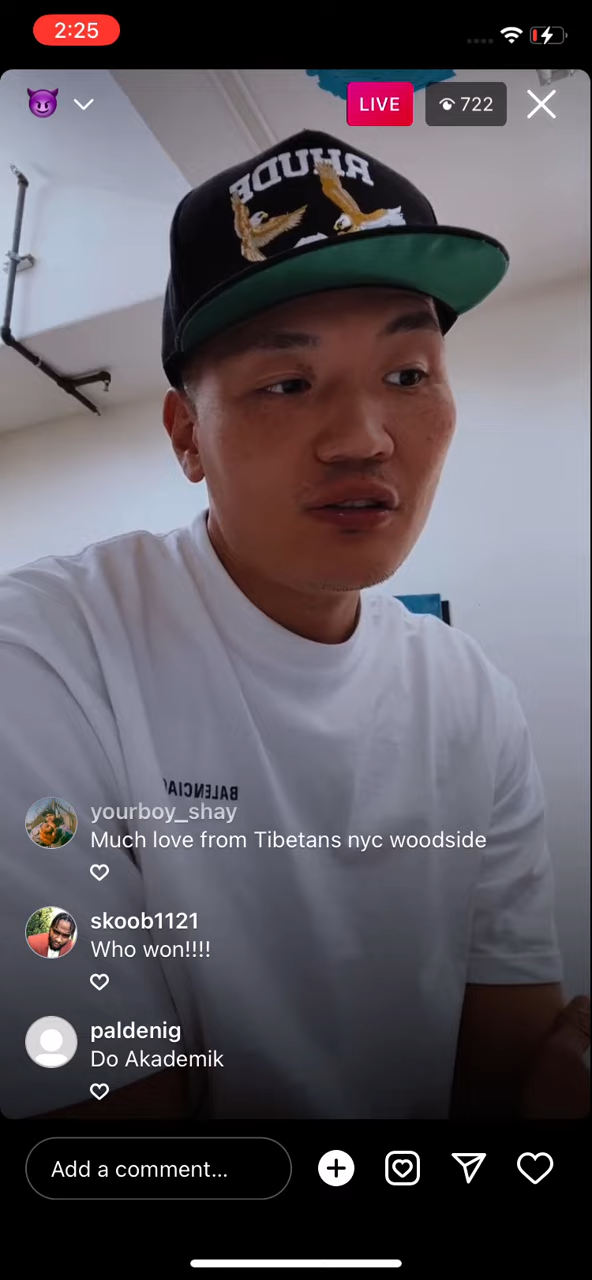 2:25
LIVE
722
RHUDE
BALENCIAG
yourboy_shay
Much love from Tibetans nyc woodside
skoob1121
Who won!!!!
paldenig
Do Akademik
Add a comment...